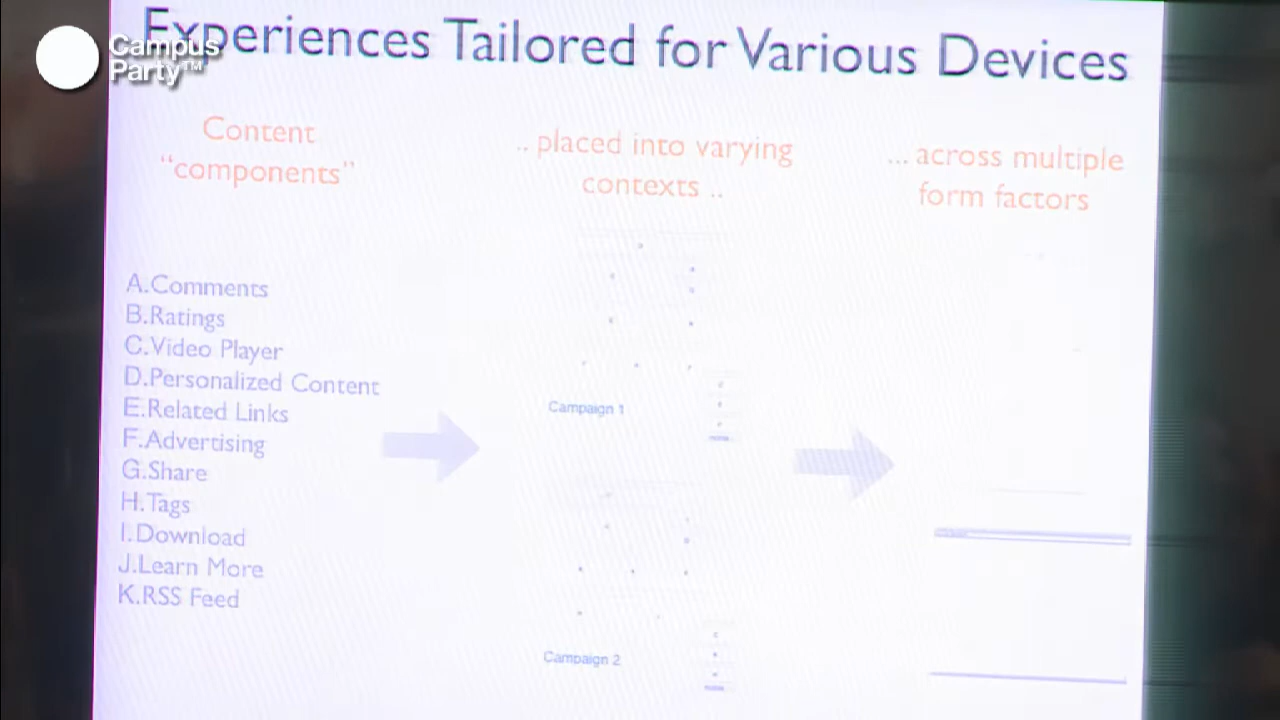 Experiences Tailored for Various Devices
Campus
Party™
Content
“components”
.. placed into varying
contexts ..
... across multiple
form factors
A.Comments
B.Ratings
C.Video Player
D.Personalized Content
E.Related Links
F.Advertising
G.Share
H.Tags
I.Download
J.Learn More
K.RSS Feed
Campaign 1
Campaign 2